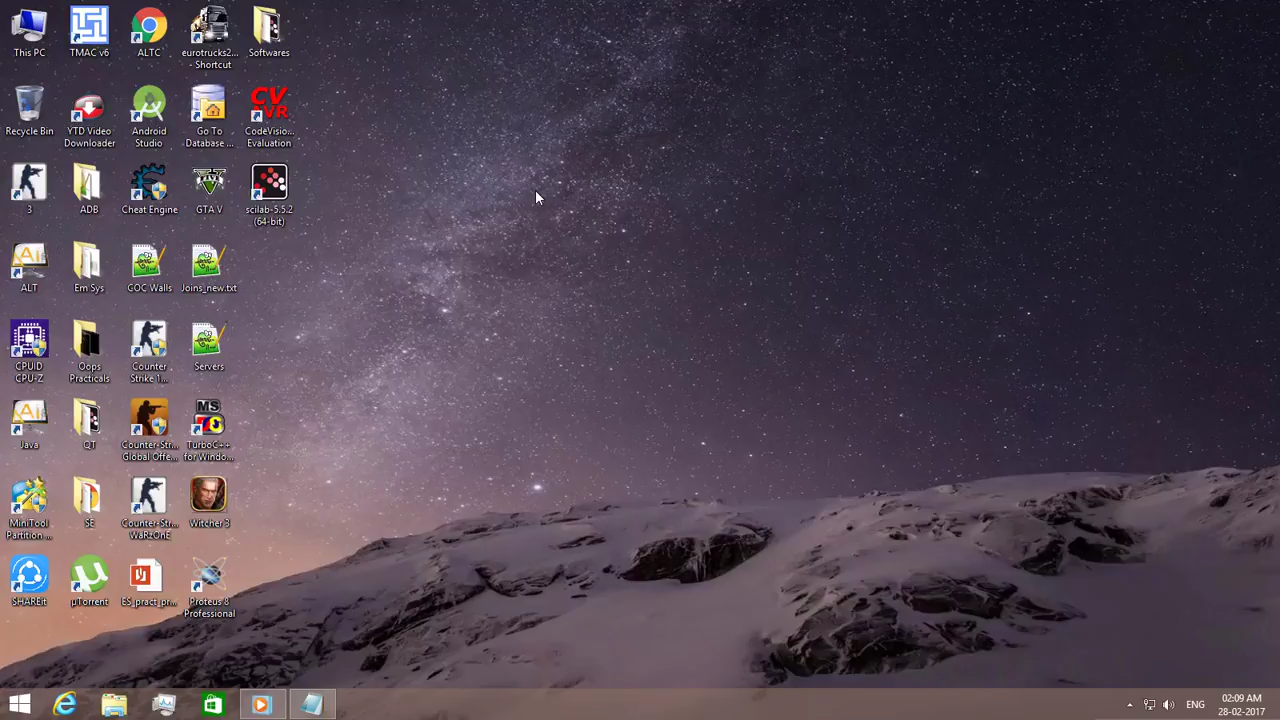 This PC
TMAC v6
ALTC
eurotrucks2...
- Shortcut
Softwares
Recycle Bin
YTD Video
Downloader
Android
Studio
Go To
Database ...
CV
AVR
CodeVisio...
Evaluation
3
ADB
Cheat Engine
GTA V
scilab-5.5.2
(64-bit)
ALT
Em Sys
COC Walls
Joins_new.txt
CPUID
CPU-Z
Oops
Practicals
Counter
Strike 1....
Servers
Java
QT
Counter-Str...
Global Offe...
MS
TurboC++
for Windo...
MiniTool
Partition ...
SE
Counter-Str...
WaRzOnE
Witcher 3
SHAREit
µTorrent
ES_pract_pr...
Proteus 8
Professional
ENG
02:09 AM
28-02-2017